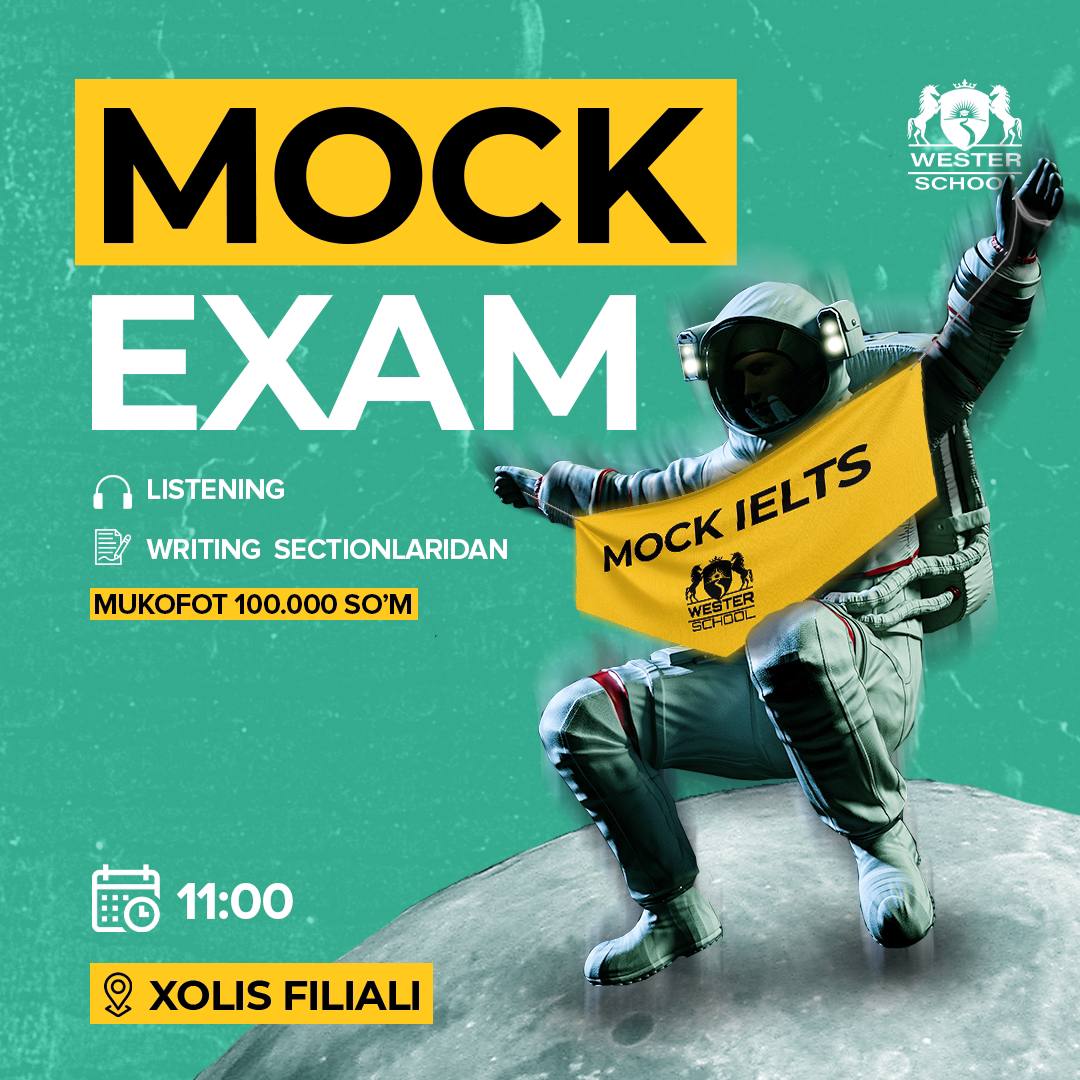 MOCK
EXAM
WESTER
SCHOOL
LISTENING
WRITING SECTIONLARIDAN
MUKOFOT 100.000 SO’M
MOCK IELTS
WESTER
SCHOOL
11:00
XOLIS FILIALI